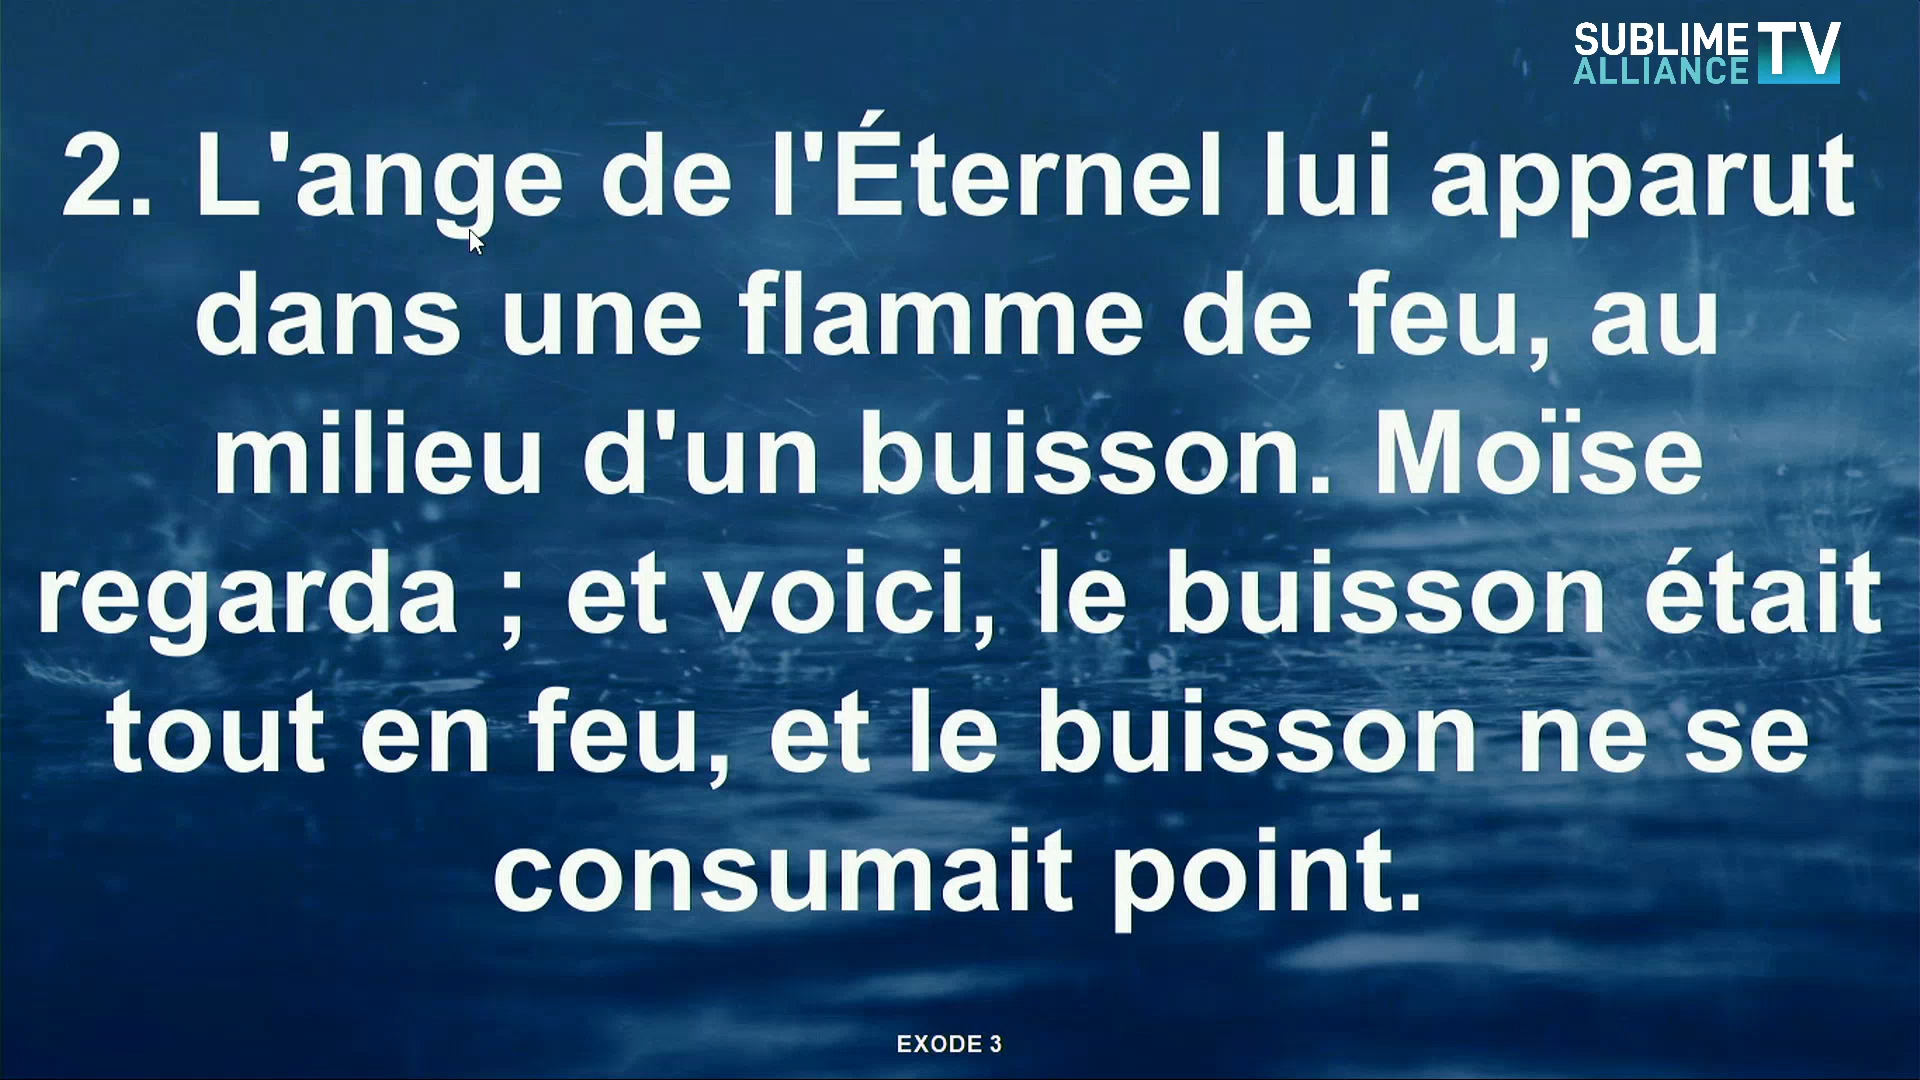 SUBLIME TV
ALLIANCE
2. L'ange de l'Éternel lui apparut
dans une flamme de feu, au
milieu d'un buisson. Moïse
regarda ; et voici, le buisson était
tout en feu, et le buisson ne se
consumait point.
EXODE 3